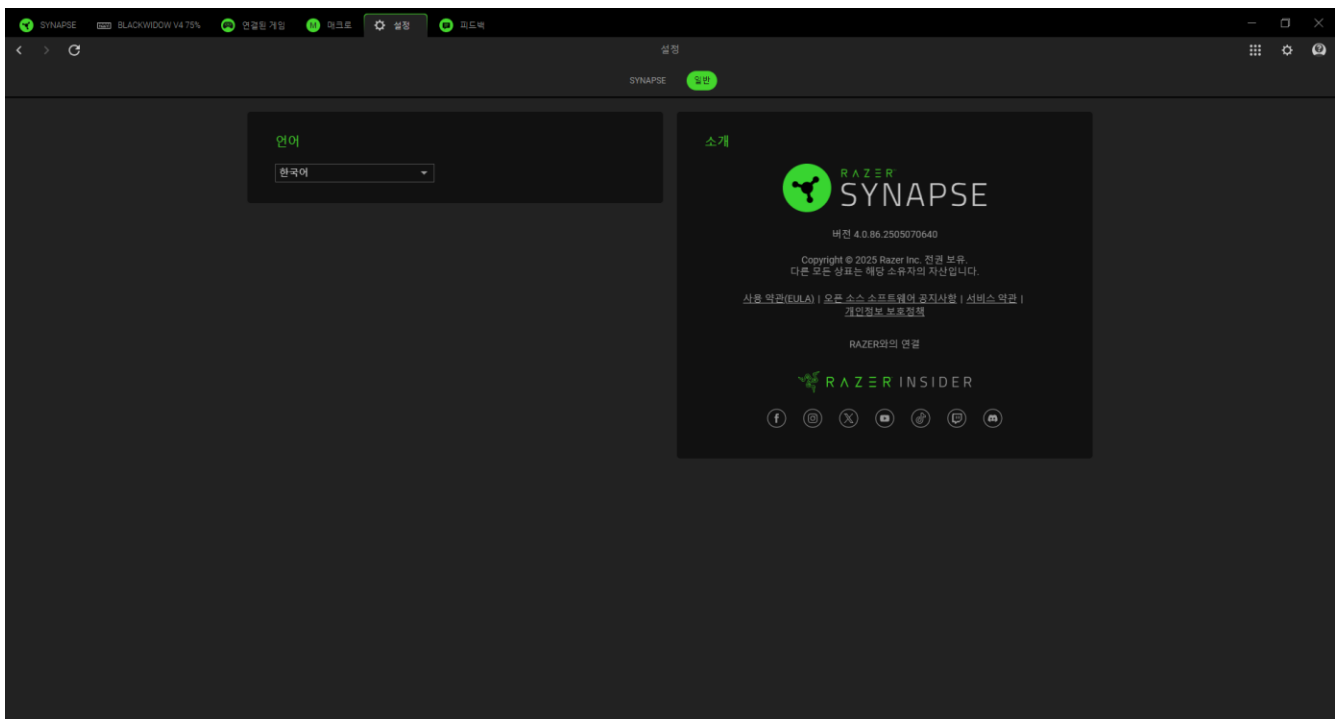 SYNAPSE BLACKWIDOW V4 75% 연결된 게임 매크로 설정 피드백
설정
SYNAPSE 일반
언어
한국어
소개
RAZER
SYNAPSE
버전 4.0.86.2505070640
Copyright © 2025 Razer Inc. 전권 보유.
다른 모든 상표는 해당 소유자의 자산입니다.
사용 약관(EULA) | 오픈 소스 소프트웨어 공지사항 | 서비스 약관 |
개인정보 보호정책
RAZER와의 연결
RAZER INSIDER